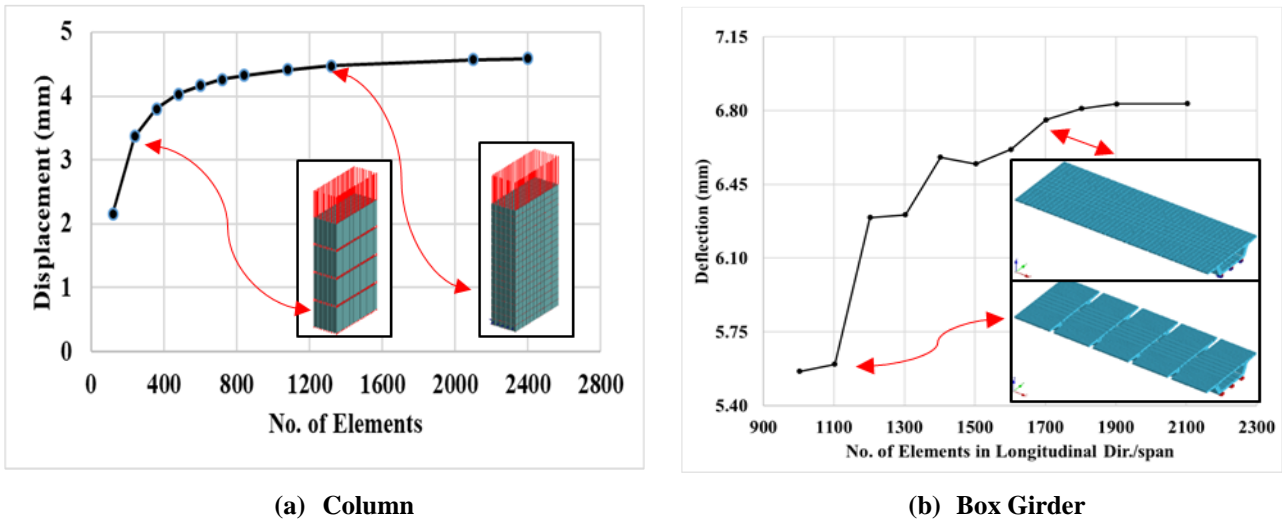 5
4
3
2
1
0
Displacement (mm)
0 400 800 1200 1600 2000 2400 2800
No. of Elements
7.15
6.80
6.45
6.10
5.75
5.40
Deflection (mm)
900 1100 1300 1500 1700 1900 2100 2300
No. of Elements in Longitudinal Dir./span
(a) Column
(b) Box Girder